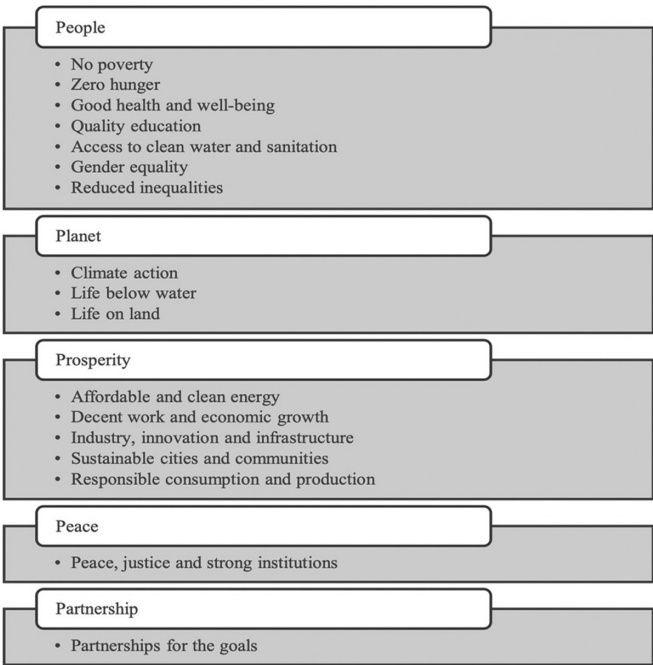 People
• No poverty
• Zero hunger
• Good health and well-being
• Quality education
• Access to clean water and sanitation
• Gender equality
• Reduced inequalities
Planet
• Climate action
• Life below water
• Life on land
Prosperity
• Affordable and clean energy
• Decent work and economic growth
• Industry, innovation and infrastructure
• Sustainable cities and communities
• Responsible consumption and production
Peace
• Peace, justice and strong institutions
Partnership
• Partnerships for the goals